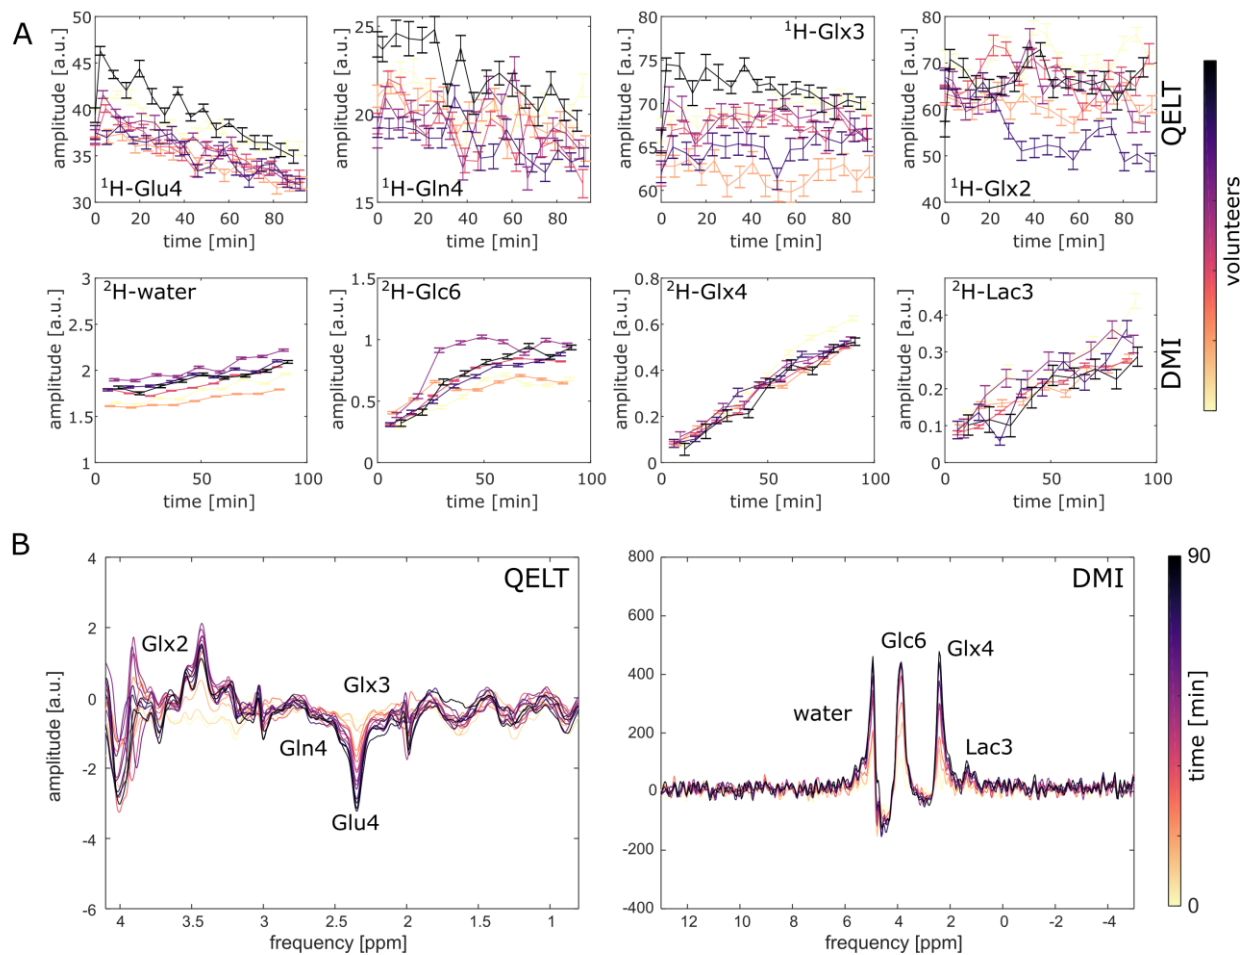 A
50
45
40
35
30
0
20
40
60
80
amplitude [a.u.]
time [min]
¹H-Glu4
25
20
15
0
20
40
60
80
amplitude [a.u.]
time [min]
¹H-Gln4
80
75
70
65
60
0
20
40
60
80
amplitude [a.u.]
time [min]
¹H-Glx3
80
70
60
50
40
0
20
40
60
80
amplitude [a.u.]
time [min]
¹H-Glx2
QELT
3
2.5
2
1.5
1
0
50
100
amplitude [a.u.]
time [min]
²H-water
1.5
1
0.5
0
0
50
100
amplitude [a.u.]
time [min]
²H-Glc6
0.8
0.6
0.4
0.2
0
0
50
100
amplitude [a.u.]
time [min]
²H-Glx4
0.4
0.3
0.2
0.1
0
0
50
100
amplitude [a.u.]
time [min]
²H-Lac3
DMI
volunteers
B
4
2
0
-2
-4
-6
4
3.5
3
2.5
2
1.5
1
amplitude [a.u.]
frequency [ppm]
QELT
Glx2
Glx3
Gln4
Glu4
800
600
400
200
0
-200
-400
12
10
8
6
4
2
0
-2
-4
frequency [ppm]
DMI
Glc6
Glx4
water
Lac3
90
0
time [min]